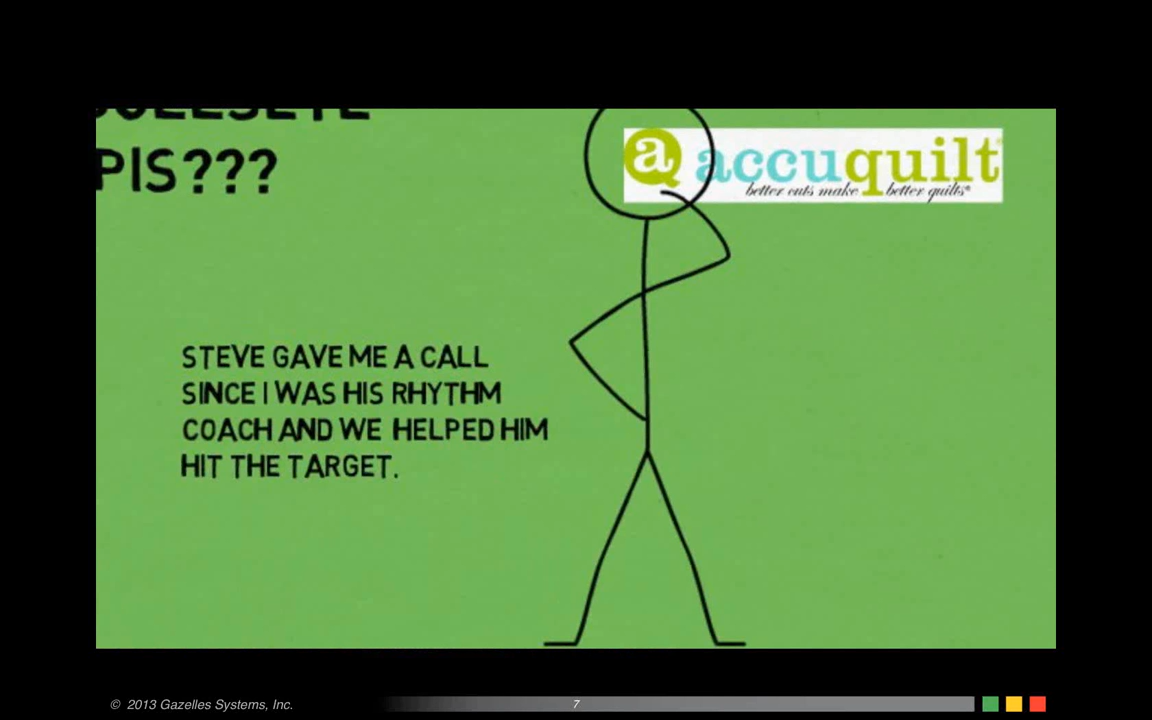 PIS???
a accuquilt
better cuts make better quilts®
STEVE GAVE ME A CALL
SINCE I WAS HIS RHYTHM
COACH AND WE HELPED HIM
HIT THE TARGET.
© 2013 Gazelles Systems, Inc.
7